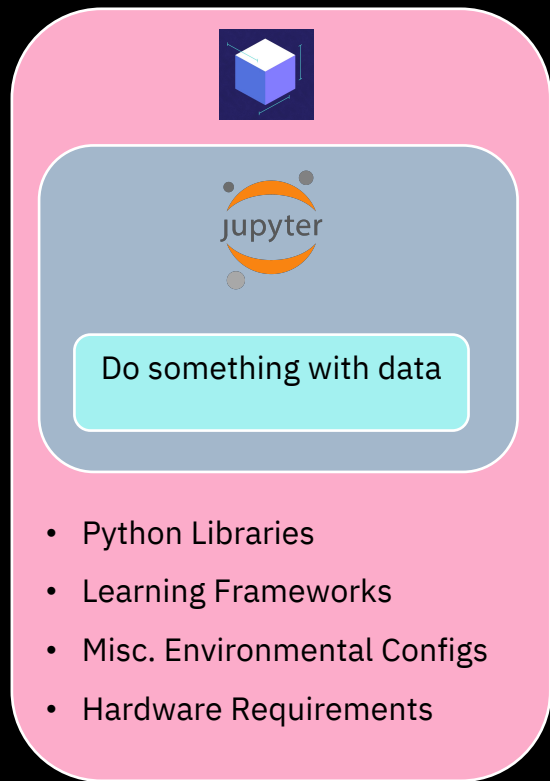 jupyter
Do something with data
• Python Libraries
• Learning Frameworks
• Misc. Environmental Configs
• Hardware Requirements